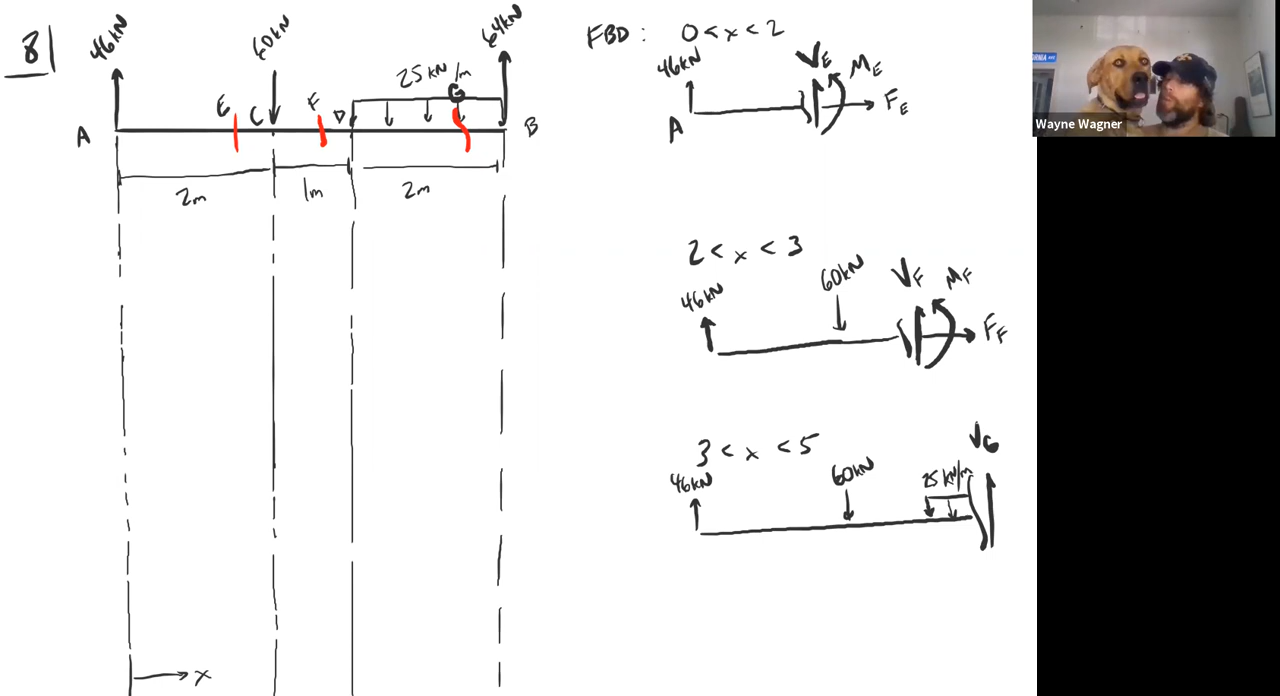 8
46kN
60kN
64kN
25 kN/m
G
E
C
F
D
A
B
2m
1m
2m
x
FBD : 0 < x < 2
46kN
VE
ME
FE
A
2 < x < 3
46kN
60kN
VF
MF
FF
3 < x < 5
46kN
60kN
25 kN/m
VG
Wayne Wagner